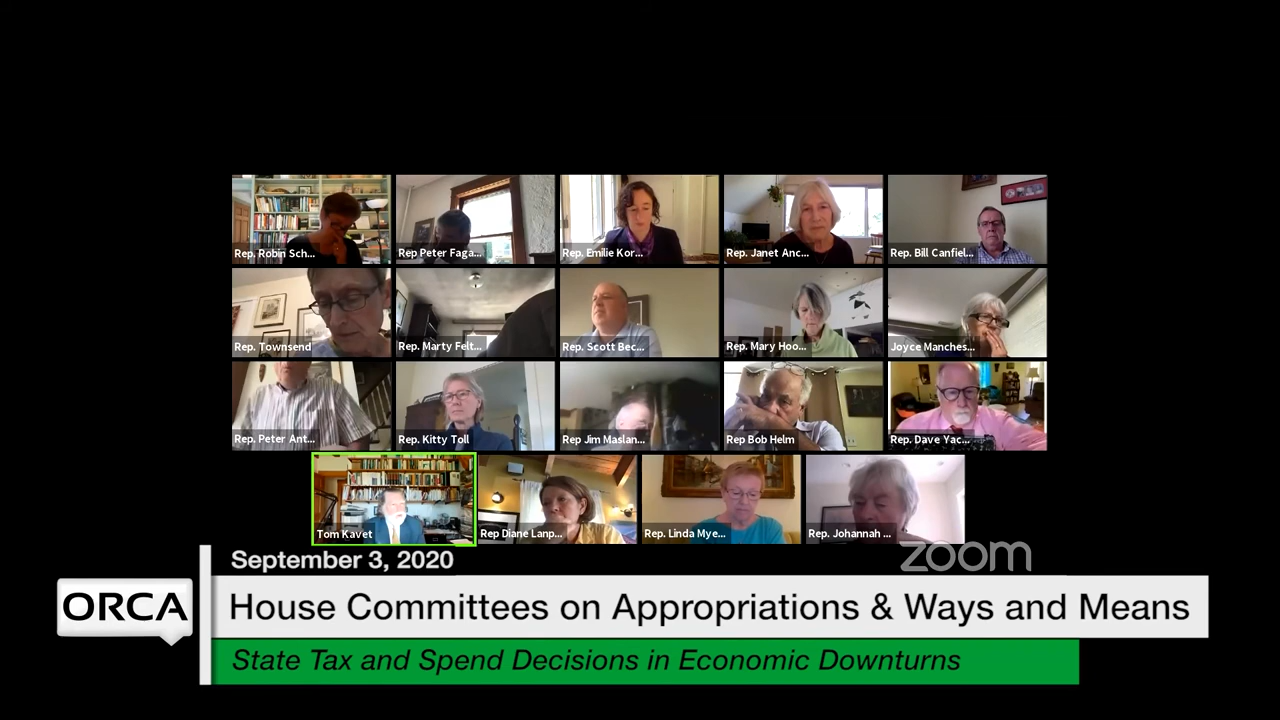 Rep. Robin Sch...
Rep Peter Faga...
Rep. Emilie Kor...
Rep. Janet Anc...
Rep. Bill Canfiel...
Rep. Townsend
Rep. Marty Felt...
Rep. Scott Bec...
Rep. Mary Hoo...
Joyce Manches...
Rep. Peter Ant...
Rep. Kitty Toll
Rep Jim Maslan...
Rep Bob Helm
Rep. Dave Yac...
Tom Kavet
Rep Diane Lanp...
Rep. Linda Mye...
Rep. Johannah ...
zoom
September 3, 2020
ORCA
House Committees on Appropriations & Ways and Means
State Tax and Spend Decisions in Economic Downturns